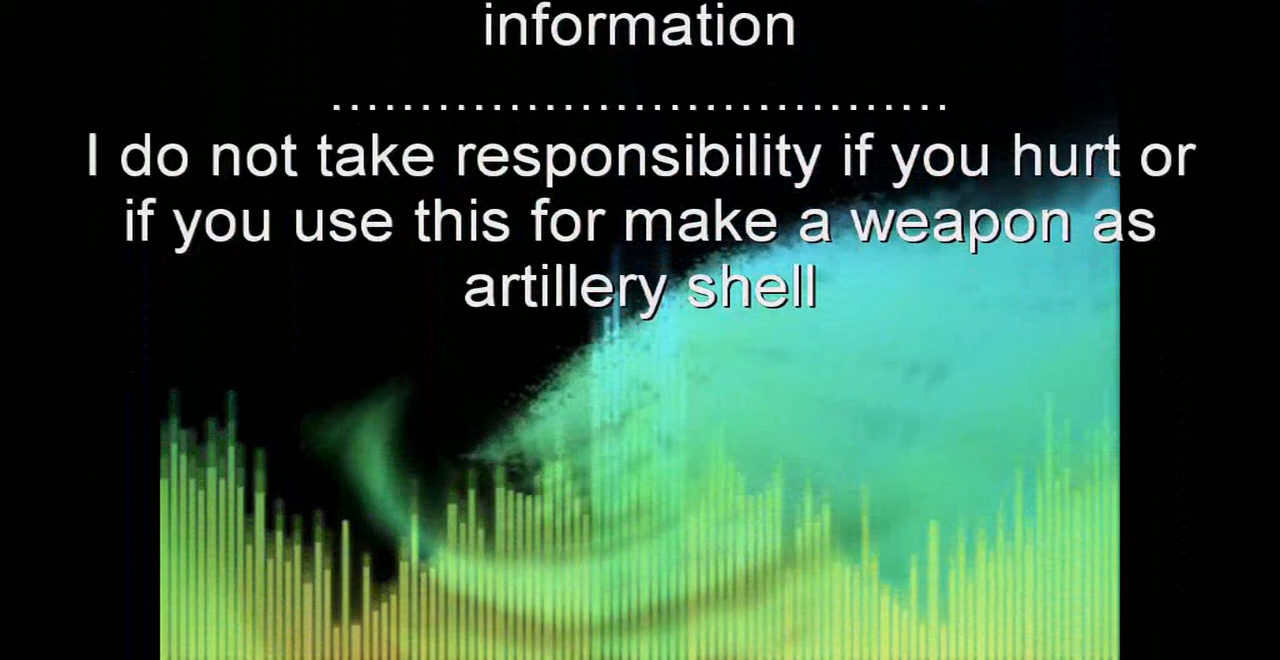 information
...................................
I do not take responsibility if you hurt or
if you use this for make a weapon as
artillery shell